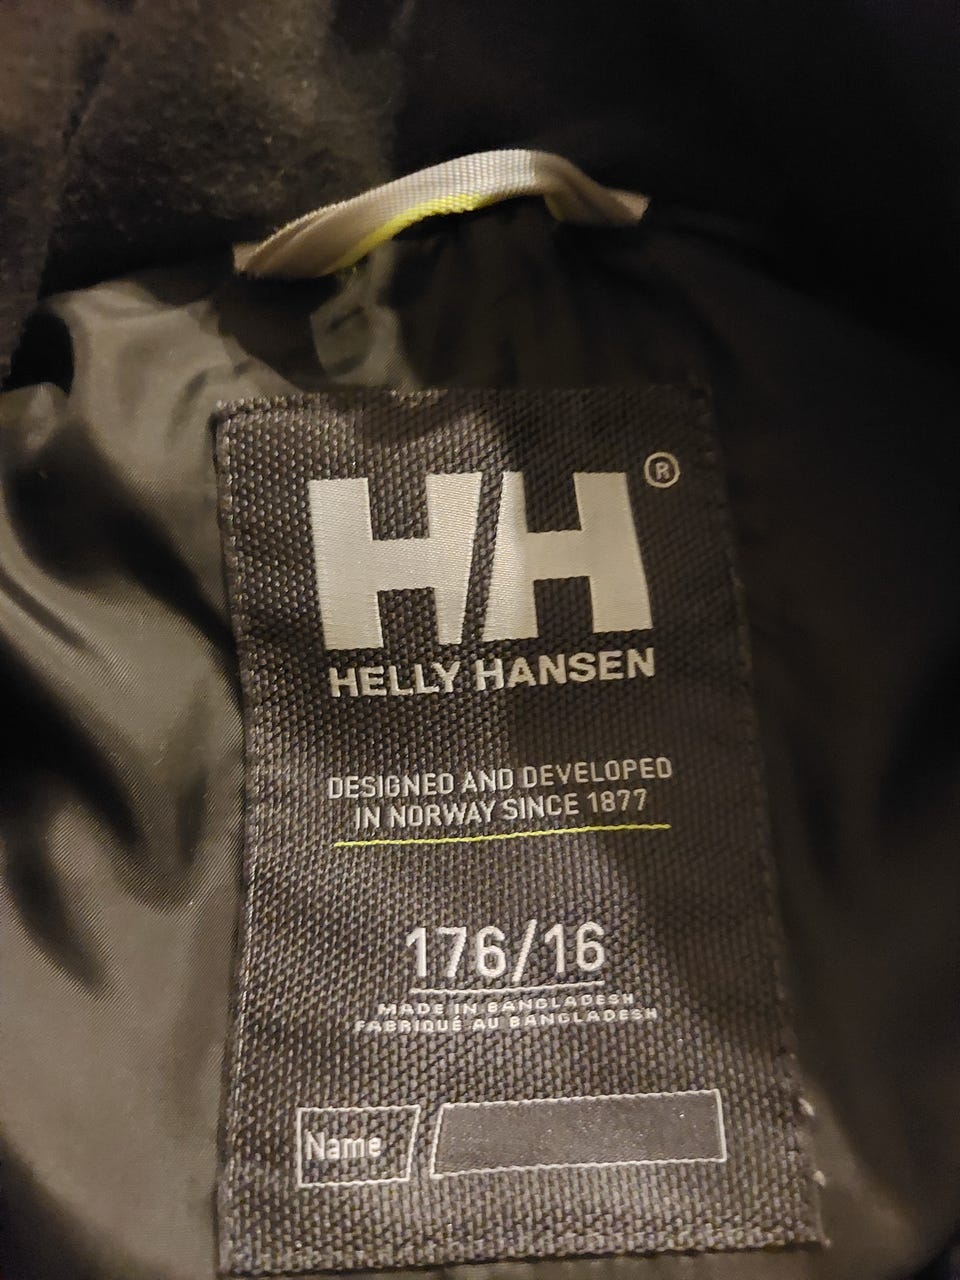 HH®
HELLY HANSEN
DESIGNED AND DEVELOPED
IN NORWAY SINCE 1877
176/16
MADE IN BANGLADESH
FABRIQUÉ AU BANGLADESH
Name